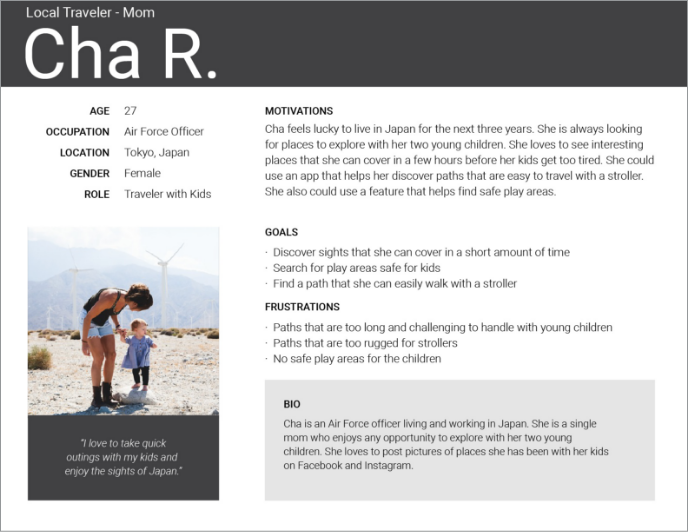 Local Traveler - Mom
Cha R.
AGE 27
OCCUPATION Air Force Officer
LOCATION Tokyo, Japan
GENDER Female
ROLE Traveler with Kids
"I love to take quick
outings with my kids and
enjoy the sights of Japan."
MOTIVATIONS
Cha feels lucky to live in Japan for the next three years. She is always looking
for places to explore with her two young children. She loves to see interesting
places that she can cover in a few hours before her kids get too tired. She could
use an app that helps her discover paths that are easy to travel with a stroller.
She also could use a feature that helps find safe play areas.
GOALS
· Discover sights that she can cover in a short amount of time
· Search for play areas safe for kids
· Find a path that she can easily walk with a stroller
FRUSTRATIONS
· Paths that are too long and challenging to handle with young children
· Paths that are too rugged for strollers
· No safe play areas for the children
BIO
Cha is an Air Force officer living and working in Japan. She is a single
mom who enjoys any opportunity to explore with her two young
children. She loves to post pictures of places she has been with her kids
on Facebook and Instagram.